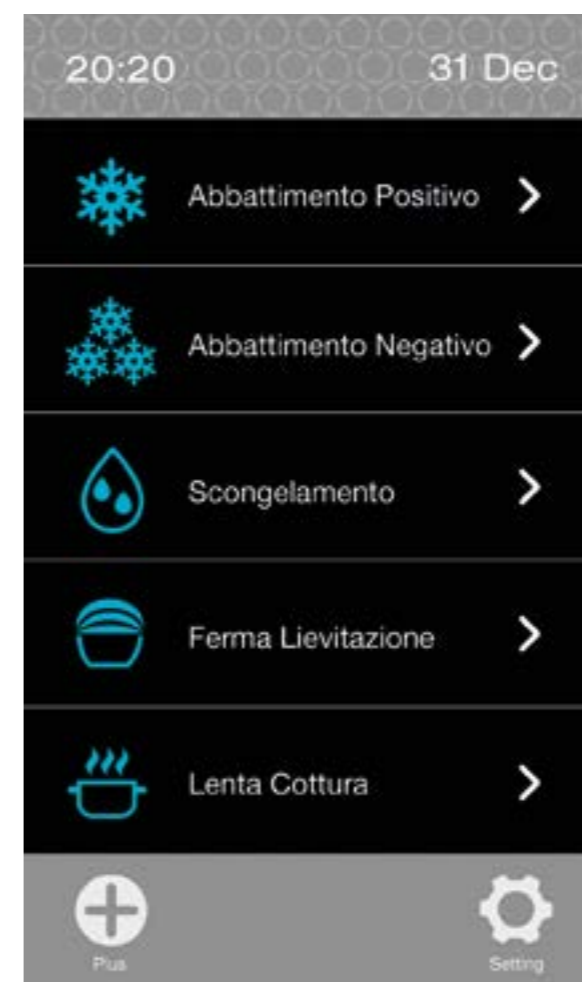 20:20 31 Dec
Abbattimento Positivo
Abbattimento Negativo
Scongelamento
Ferma Lievitazione
Lenta Cottura
Plus Setting